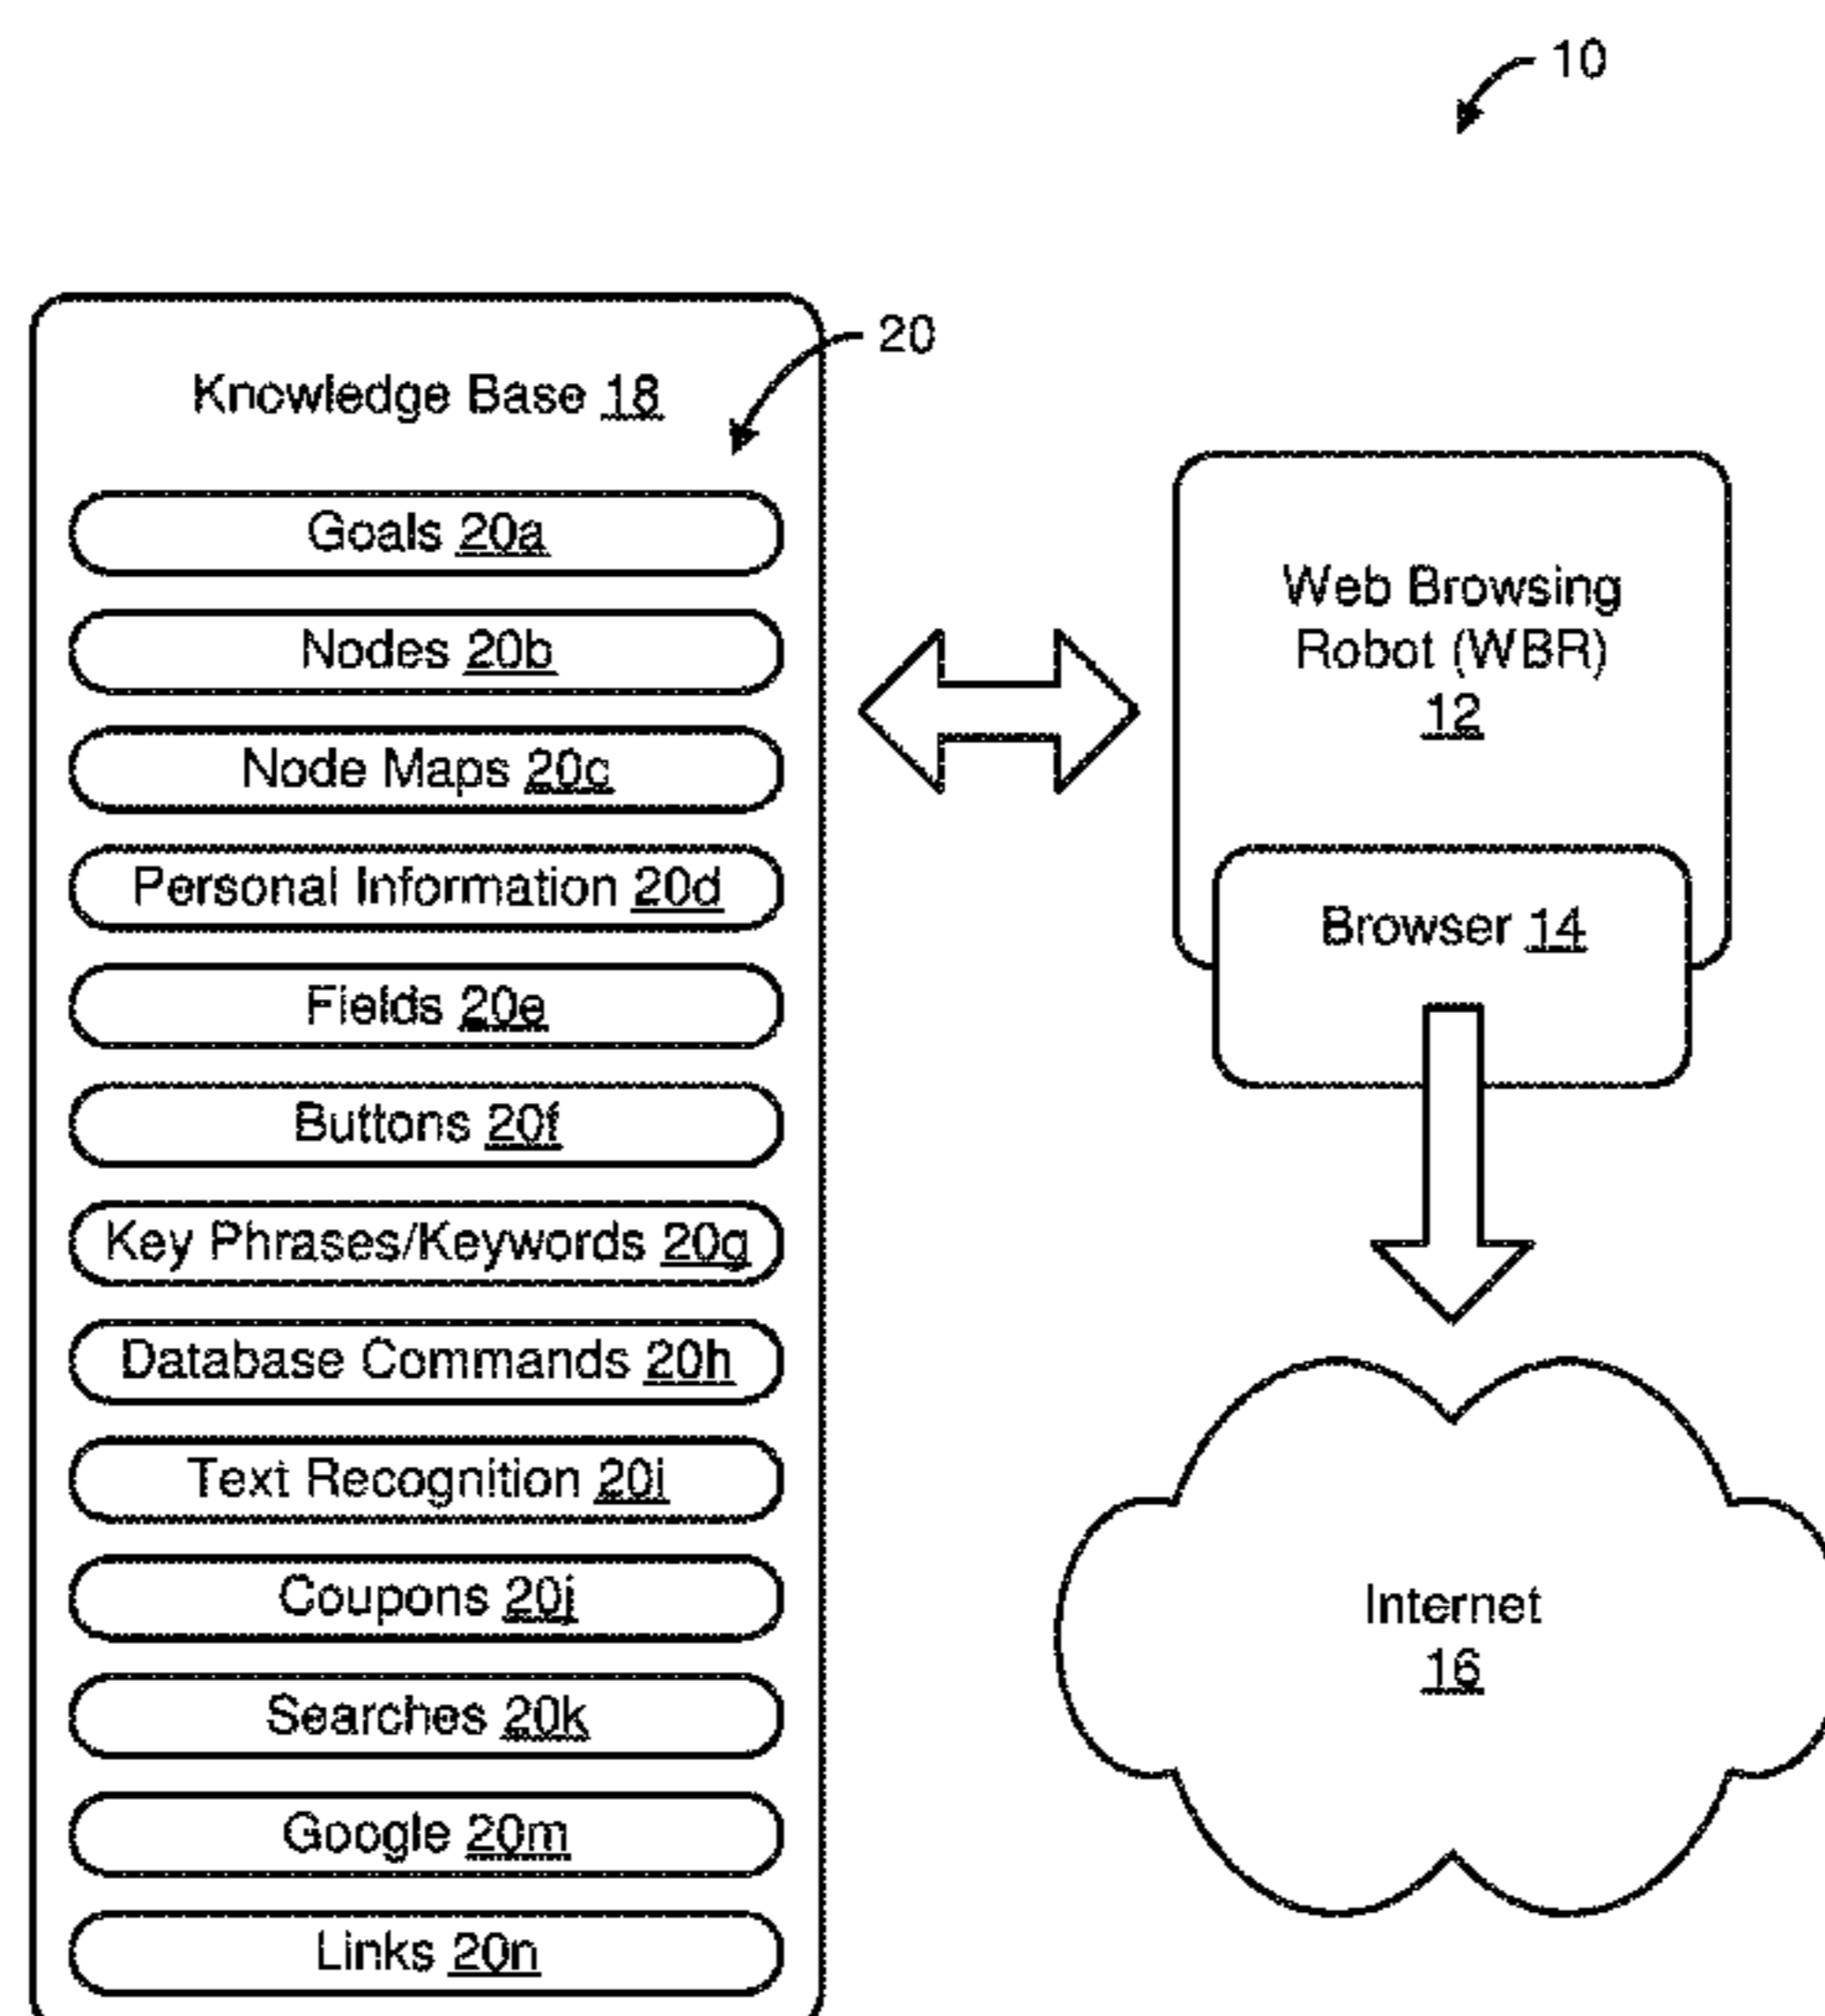 10
20
Knowledge Base 18
Goals 20a
Nodes 20b
Node Maps 20c
Personal Information 20d
Fields 20e
Buttons 20f
Key Phrases/Keywords 20g
Database Commands 20h
Text Recognition 20i
Coupons 20j
Searches 20k
Google 20m
Links 20n
Web Browsing
Robot (WBR)
12
Browser 14
Internet
16